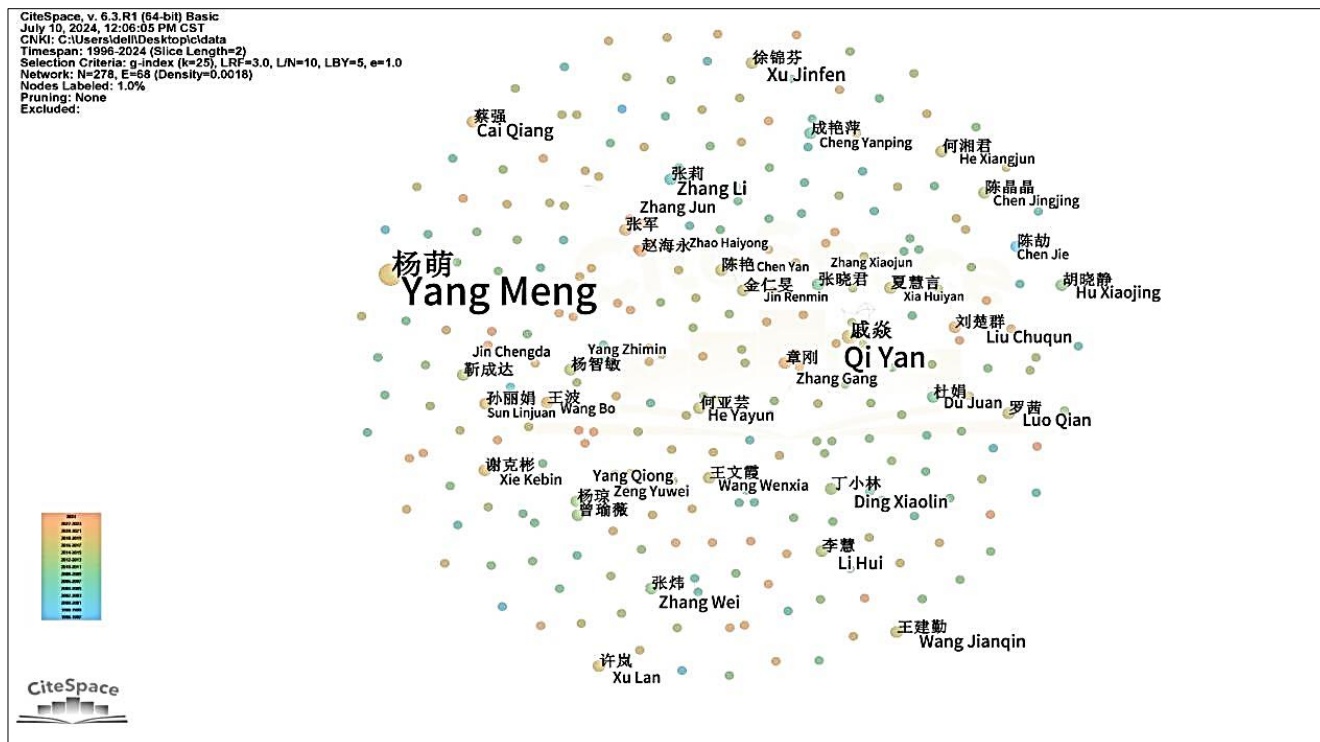 CiteSpace, v. 6.3.R1 (64-bit) Basic
July 10, 2024, 12:06:05 PM CST
CNKI: C:\Users\dell\Desktop\c\data
Timespan: 1996-2024 (Slice Length=2)
Selection Criteria: g-index (k=25), LRF=3.0, L/N=10, LBY=5, e=1.0
Network: N=278, E=68 (Density=0.0018)
Nodes Labeled: 1.0%
Pruning: None
Excluded:
徐锦芬
Xu Jinfen
蔡强
Cai Qiang
成艳萍
Cheng Yanping
何湘君
He Xiangjun
张莉
Zhang Li
陈晶晶
Chen Jingjing
Zhang Jun
张军
赵海永 Zhao Haiyong
陈劼
Chen Jie
杨萌
Yang Meng
陈艳 Chen Yan
Zhang Xiaojun
张晓君
金仁旻
Jin Renmin
夏慧言
Xia Huiyan
胡晓静
Hu Xiaojing
刘楚群
Liu Chuqun
戚焱
Qi Yan
Jin Chengda
靳成达
Yang Zhimin
杨智敏
章刚
Zhang Gang
孙丽娟
Sun Linjuan
王波
Wang Bo
何亚芸
He Yayun
杜娟
Du Juan
罗茜
Luo Qian
谢克彬
Xie Kebin
Yang Qiong
杨琼
Zeng Yuwei
曾瑜薇
王文霞
Wang Wenxia
丁小林
Ding Xiaolin
李慧
Li Hui
张炜
Zhang Wei
王建勤
Wang Jianqin
许岚
Xu Lan
CiteSpace